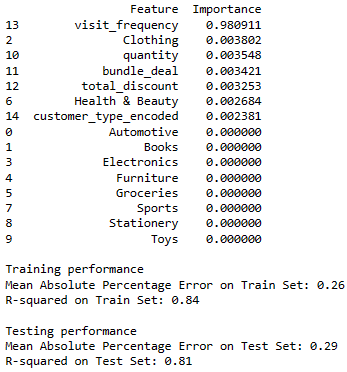 Feature Importance
13 visit_frequency 0.980911
2 Clothing 0.003802
10 quantity 0.003548
11 bundle_deal 0.003421
12 total_discount 0.003253
6 Health & Beauty 0.002684
14 customer_type_encoded 0.002381
0 Automotive 0.000000
1 Books 0.000000
3 Electronics 0.000000
4 Furniture 0.000000
5 Groceries 0.000000
7 Sports 0.000000
8 Stationery 0.000000
9 Toys 0.000000
Training performance
Mean Absolute Percentage Error on Train Set: 0.26
R-squared on Train Set: 0.84
Testing performance
Mean Absolute Percentage Error on Test Set: 0.29
R-squared on Test Set: 0.81